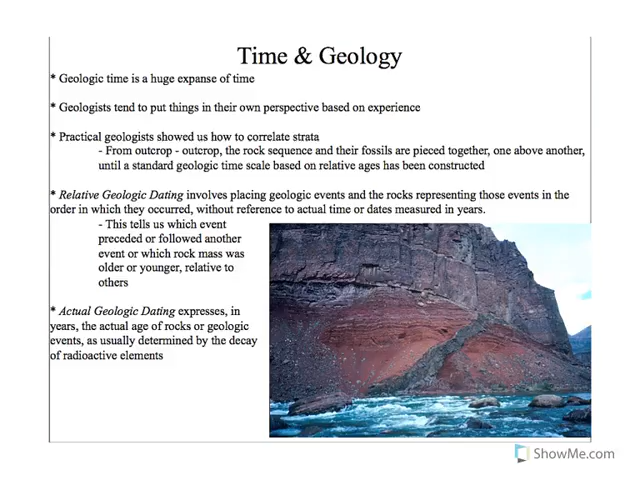 Time & Geology
* Geologic time is a huge expanse of time
* Geologists tend to put things in their own perspective based on experience
* Practical geologists showed us how to correlate strata
- From outcrop - outcrop, the rock sequence and their fossils are pieced together, one above another,
until a standard geologic time scale based on relative ages has been constructed
* Relative Geologic Dating involves placing geologic events and the rocks representing those events in the
order in which they occurred, without reference to actual time or dates measured in years.
- This tells us which event
preceded or followed another
event or which rock mass was
older or younger, relative to
others
* Actual Geologic Dating expresses, in
years, the actual age of rocks or geologic
events, as usually determined by the decay
of radioactive elements
ShowMe.com